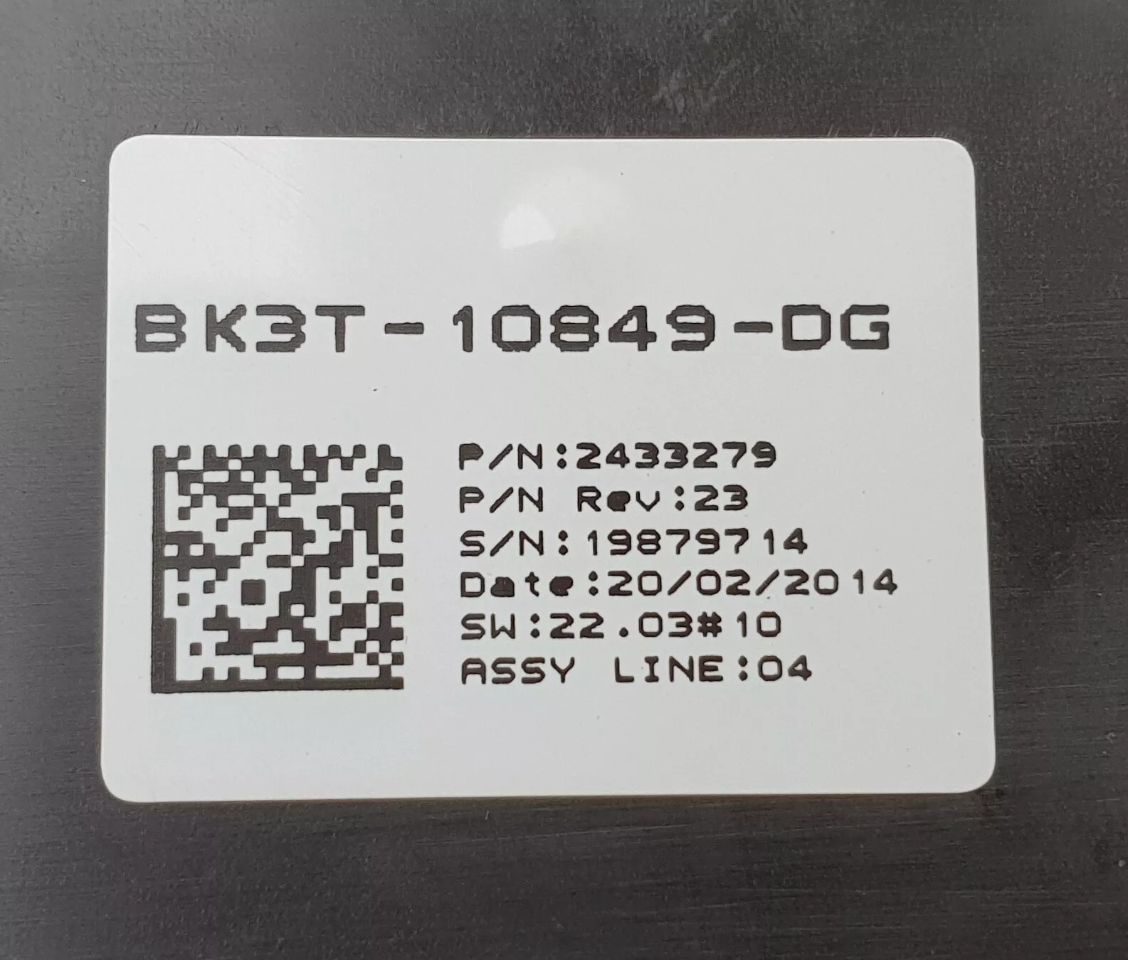 BK3T-10849-DG
P/N:2433279
P/N Rev:23
S/N:19879714
Date:20/02/2014
SW:22.03#10
ASSY LINE:04